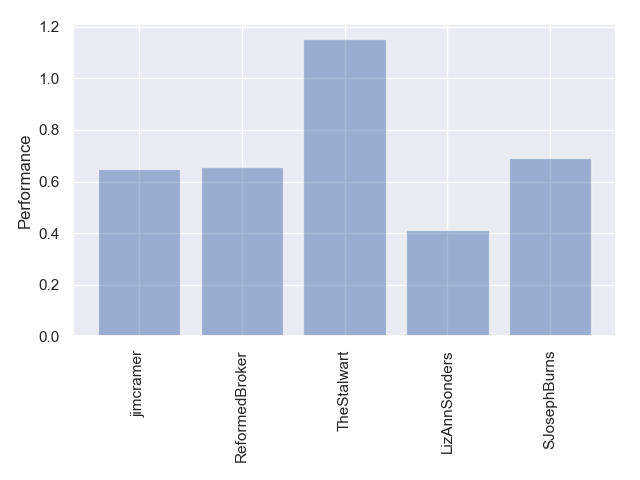 1.2
1.0
0.8
0.6
0.4
0.2
0.0
Performance
jimcramer
ReformedBroker
TheStalwart
LizAnnSonders
SJosephBurns